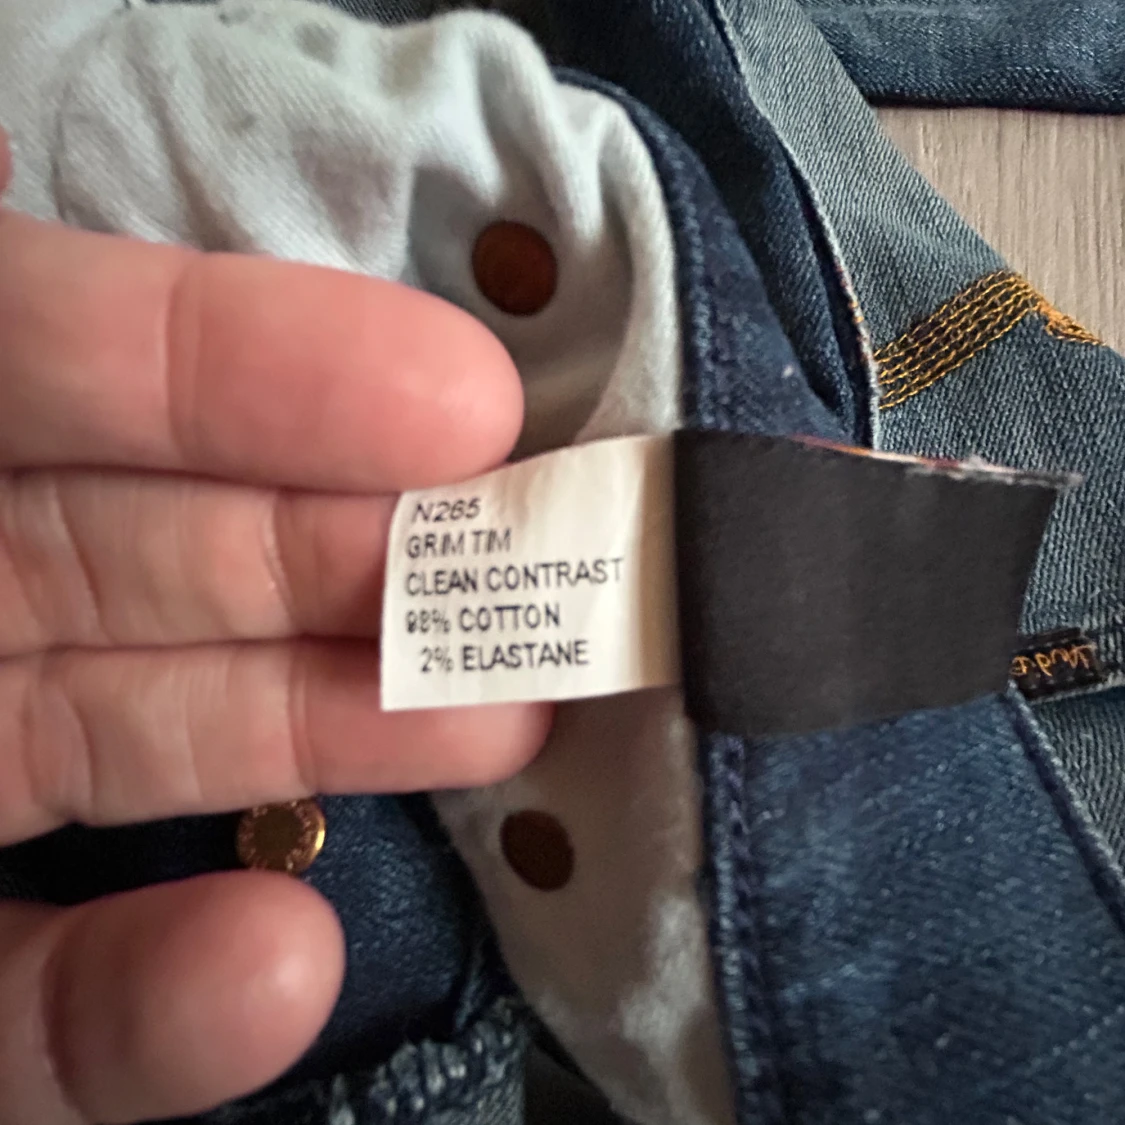 N265
GRIM TIM
CLEAN CONTRAST
98% COTTON
2% ELASTANE